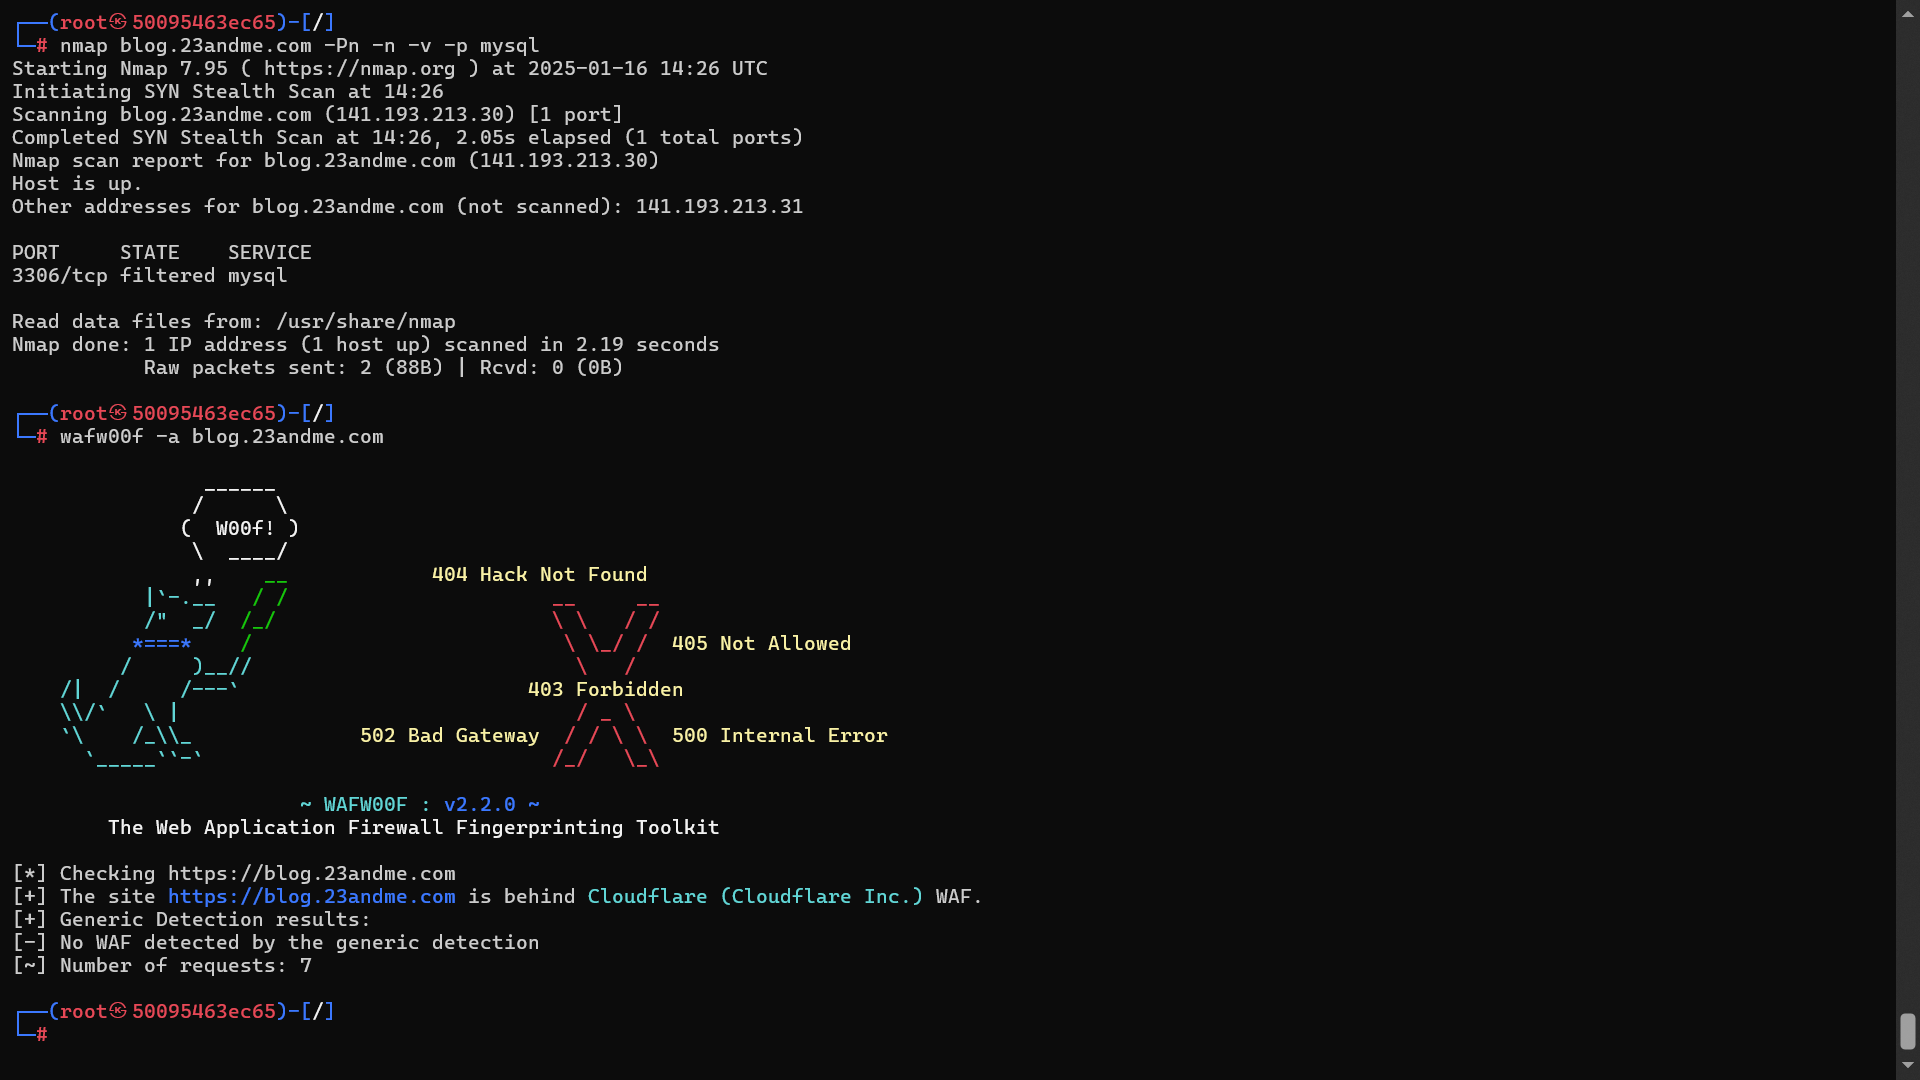 ┌──(root㉿50095463ec65)-[/]
└─# nmap blog.23andme.com -Pn -n -v -p mysql
Starting Nmap 7.95 ( https://nmap.org ) at 2025-01-16 14:26 UTC
Initiating SYN Stealth Scan at 14:26
Scanning blog.23andme.com (141.193.213.30) [1 port]
Completed SYN Stealth Scan at 14:26, 2.05s elapsed (1 total ports)
Nmap scan report for blog.23andme.com (141.193.213.30)
Host is up.
Other addresses for blog.23andme.com (not scanned): 141.193.213.31
PORT     STATE    SERVICE
3306/tcp filtered mysql
Read data files from: /usr/share/nmap
Nmap done: 1 IP address (1 host up) scanned in 2.19 seconds
           Raw packets sent: 2 (88B) | Rcvd: 0 (0B)
┌──(root㉿50095463ec65)-[/]
└─# wafw00f -a blog.23andme.com
W00f!
404 Hack Not Found
405 Not Allowed
403 Forbidden
502 Bad Gateway
500 Internal Error
~ WAFW00F : v2.2.0 ~
The Web Application Firewall Fingerprinting Toolkit
[*] Checking https://blog.23andme.com
[+] The site https://blog.23andme.com is behind Cloudflare (Cloudflare Inc.) WAF.
[+] Generic Detection results:
[-] No WAF detected by the generic detection
[~] Number of requests: 7
┌──(root㉿50095463ec65)-[/]
└─#